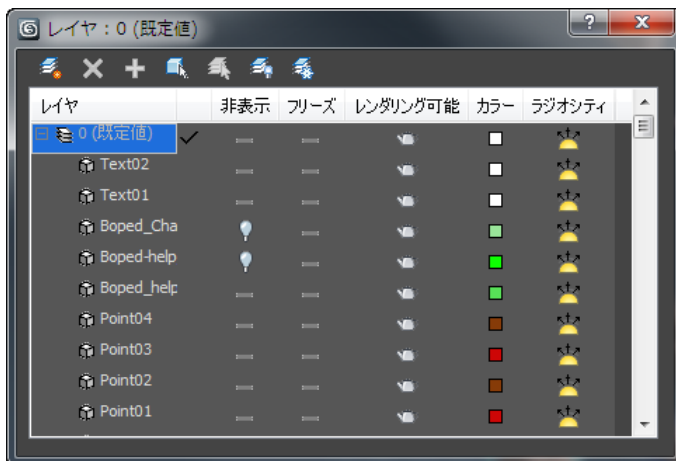 レイヤ : 0 (既定値)
レイヤ 非表示 フリーズ レンダリング可能 カラー ラジオシティ
0 (既定値)
Text02
Text01
Boped_Cha
Boped-help
Boped_help
Point04
Point03
Point02
Point01